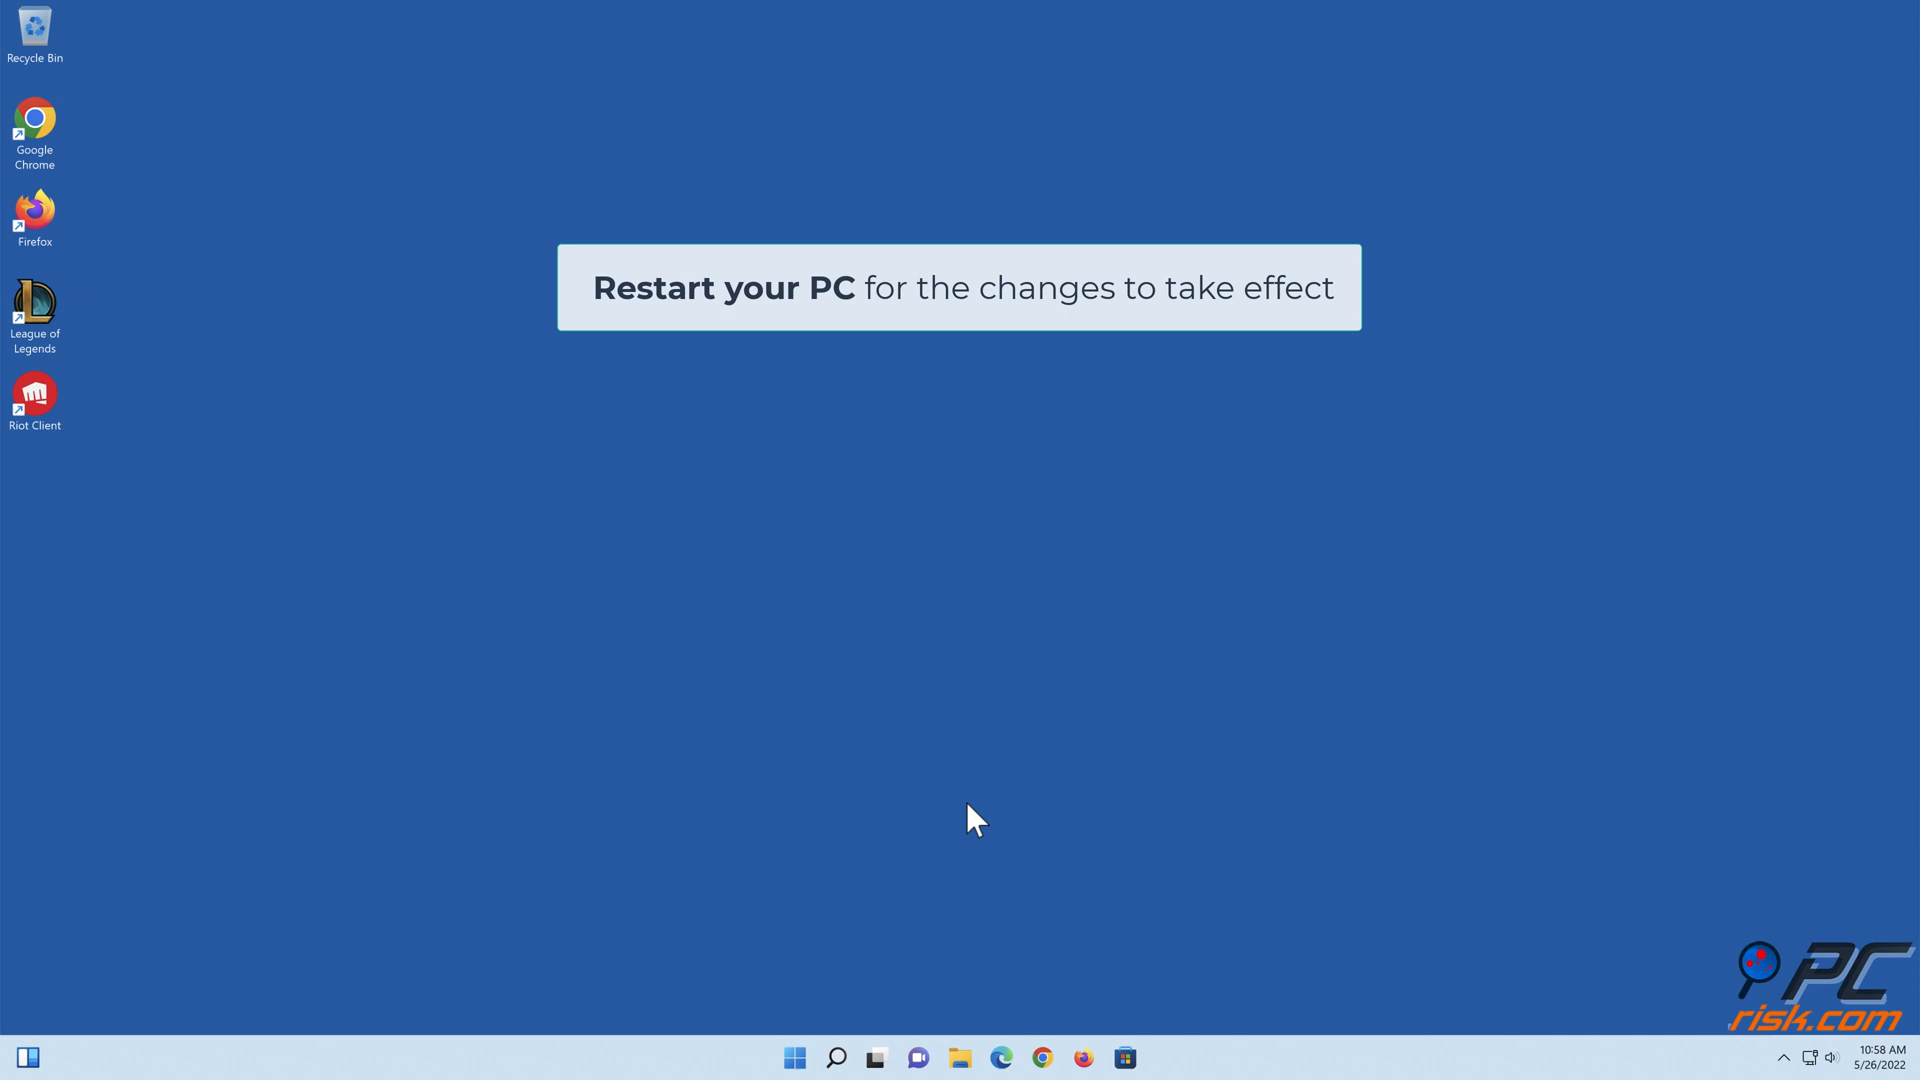 Recycle Bin
Google
Chrome
Firefox
League of
Legends
Riot Client
Restart your PC for the changes to take effect
PC
risk.com
10:58 AM
5/26/2022